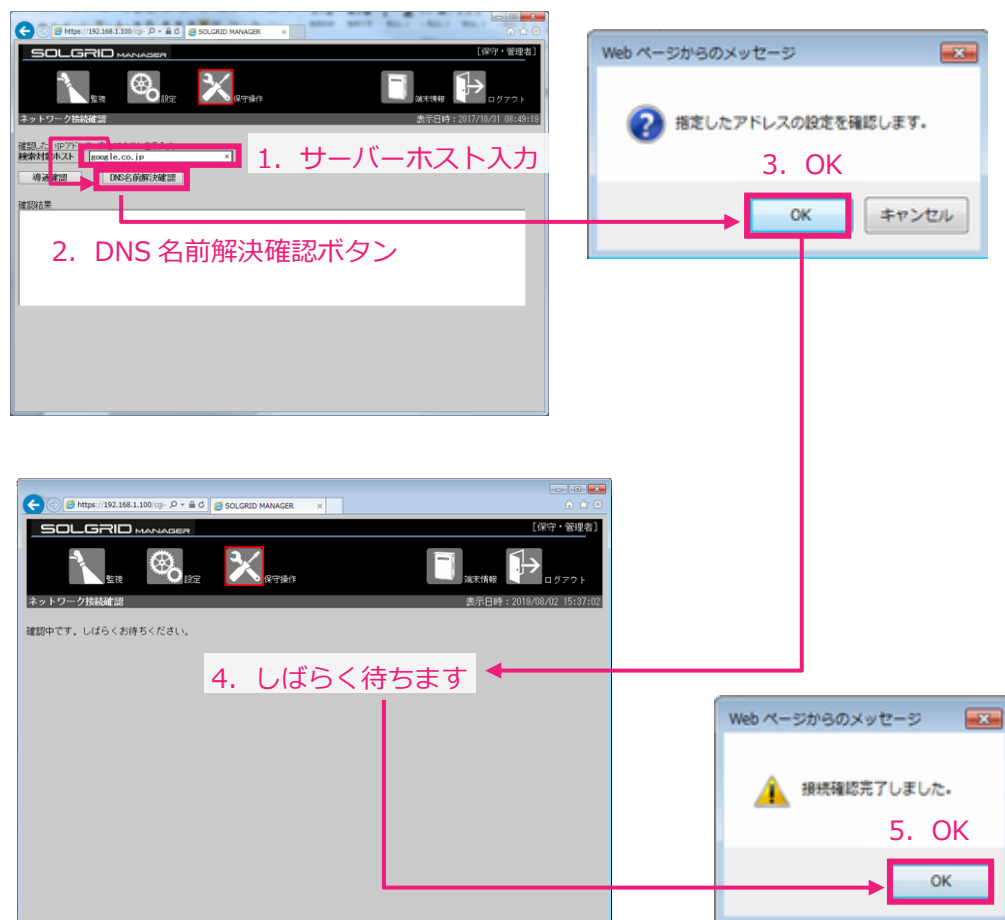 https://192.168.1.100/cgi-
SOLGRID MANAGER
SOLGRID MANAGER
[保守・管理者]
監視
設定
保守操作
端末情報
ログアウト
ネットワーク接続確認
表示日時：2017/10/31 08:49:19
検索対象ホスト
google.co.jp
1．サーバーホスト入力
導通確認
DNS名前解決確認
確認結果
2．DNS 名前解決確認ボタン
Web ページからのメッセージ
指定したアドレスの設定を確認します。
3．OK
OK
キャンセル
https://192.168.1.100/cgi-
SOLGRID MANAGER
SOLGRID MANAGER
[保守・管理者]
監視
設定
保守操作
端末情報
ログアウト
ネットワーク接続確認
表示日時：2019/08/02 15:37:02
確認中です。しばらくお待ちください。
4．しばらく待ちます
Web ページからのメッセージ
接続確認完了しました。
5．OK
OK